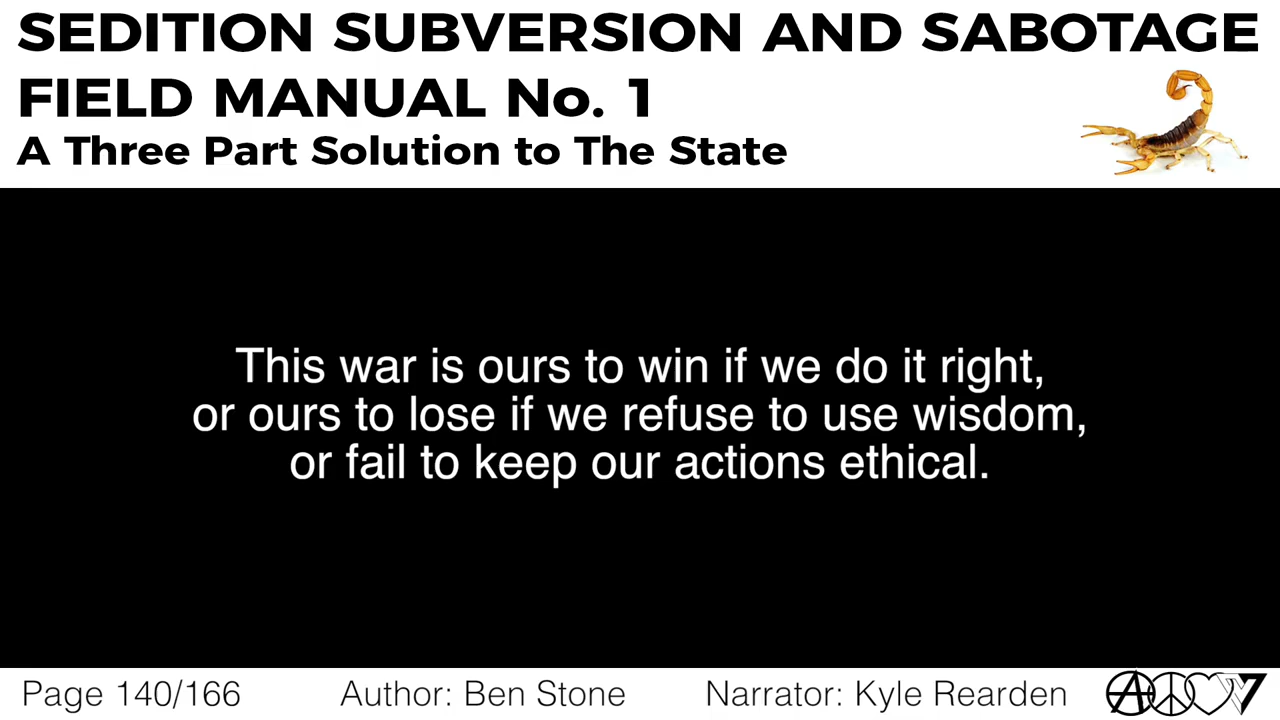 SEDITION SUBVERSION AND SABOTAGE
FIELD MANUAL No. 1
A Three Part Solution to The State
This war is ours to win if we do it right,
or ours to lose if we refuse to use wisdom,
or fail to keep our actions ethical.
Page 140/166 Author: Ben Stone Narrator: Kyle Rearden